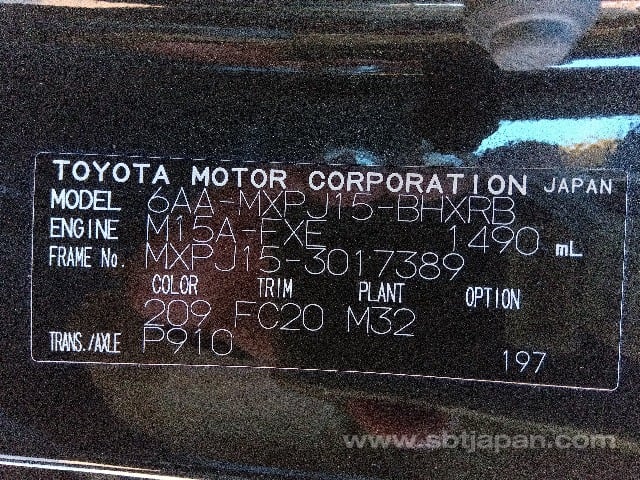 TOYOTA MOTOR CORPORATION JAPAN
MODEL 6AA-MXPJ15-BHXRB
ENGINE M15A-FXE 1490 mL
FRAME No. MXPJ15-3017389
COLOR TRIM PLANT OPTION
209 FC20 M32
TRANS./AXLE P910
197
www.sbtjapan.com